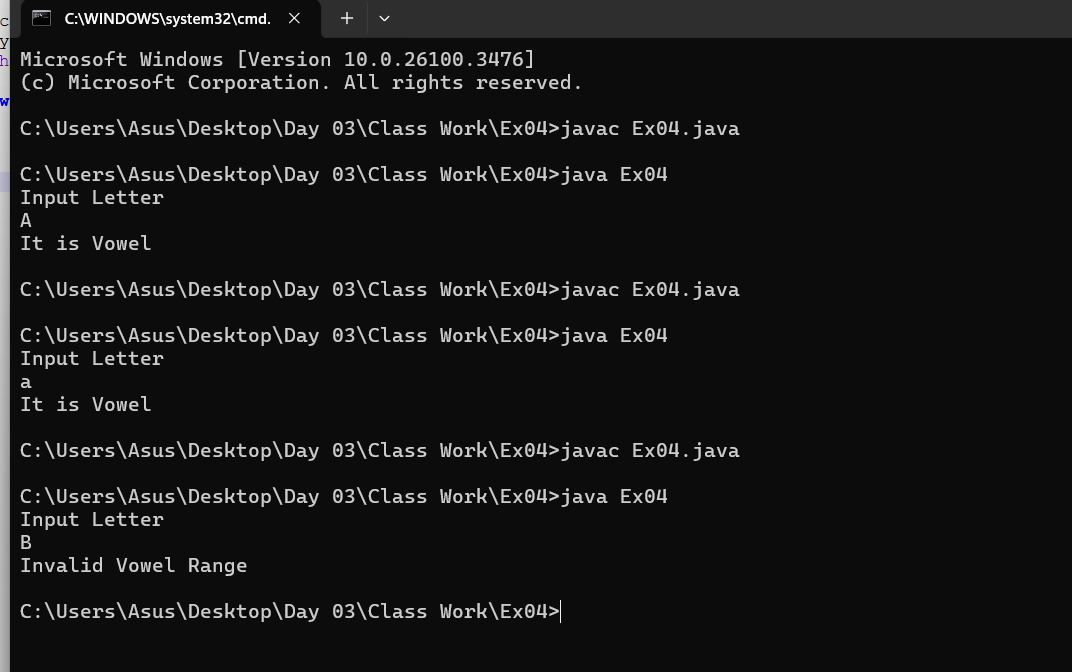 C:\WINDOWS\system32\cmd.
Microsoft Windows [Version 10.0.26100.3476]
(c) Microsoft Corporation. All rights reserved.
C:\Users\Asus\Desktop\Day 03\Class Work\Ex04>javac Ex04.java
C:\Users\Asus\Desktop\Day 03\Class Work\Ex04>java Ex04
Input Letter
A
It is Vowel
C:\Users\Asus\Desktop\Day 03\Class Work\Ex04>javac Ex04.java
C:\Users\Asus\Desktop\Day 03\Class Work\Ex04>java Ex04
Input Letter
a
It is Vowel
C:\Users\Asus\Desktop\Day 03\Class Work\Ex04>javac Ex04.java
C:\Users\Asus\Desktop\Day 03\Class Work\Ex04>java Ex04
Input Letter
B
Invalid Vowel Range
C:\Users\Asus\Desktop\Day 03\Class Work\Ex04>